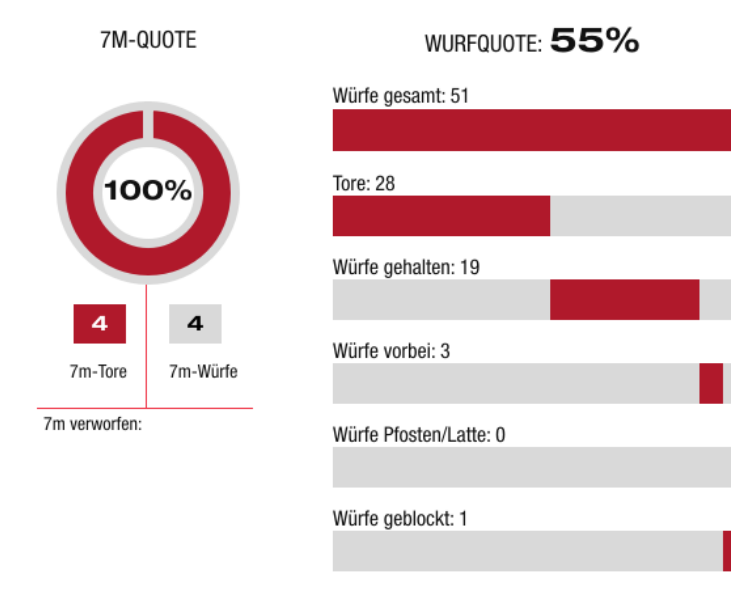 7M-QUOTE
100%
4
4
7m-Tore
7m-Würfe
7m verworfen:
WURFQUOTE: 55%
Würfe gesamt: 51
Tore: 28
Würfe gehalten: 19
Würfe vorbei: 3
Würfe Pfosten/Latte: 0
Würfe geblockt: 1